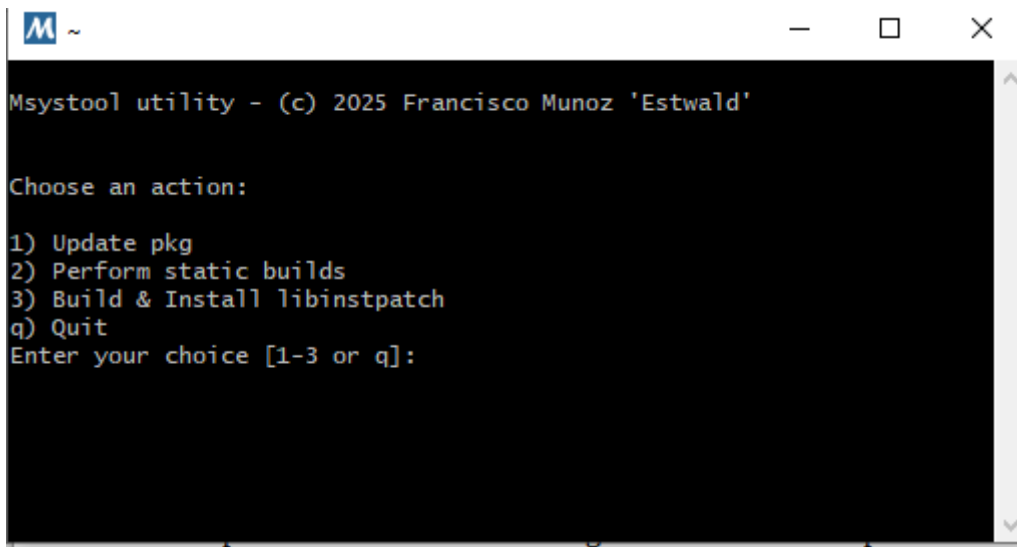 M ~
Msystool utility - (c) 2025 Francisco Munoz 'Estwald'
Choose an action:
1) Update pkg
2) Perform static builds
3) Build & Install libinstpatch
q) Quit
Enter your choice [1-3 or q]: